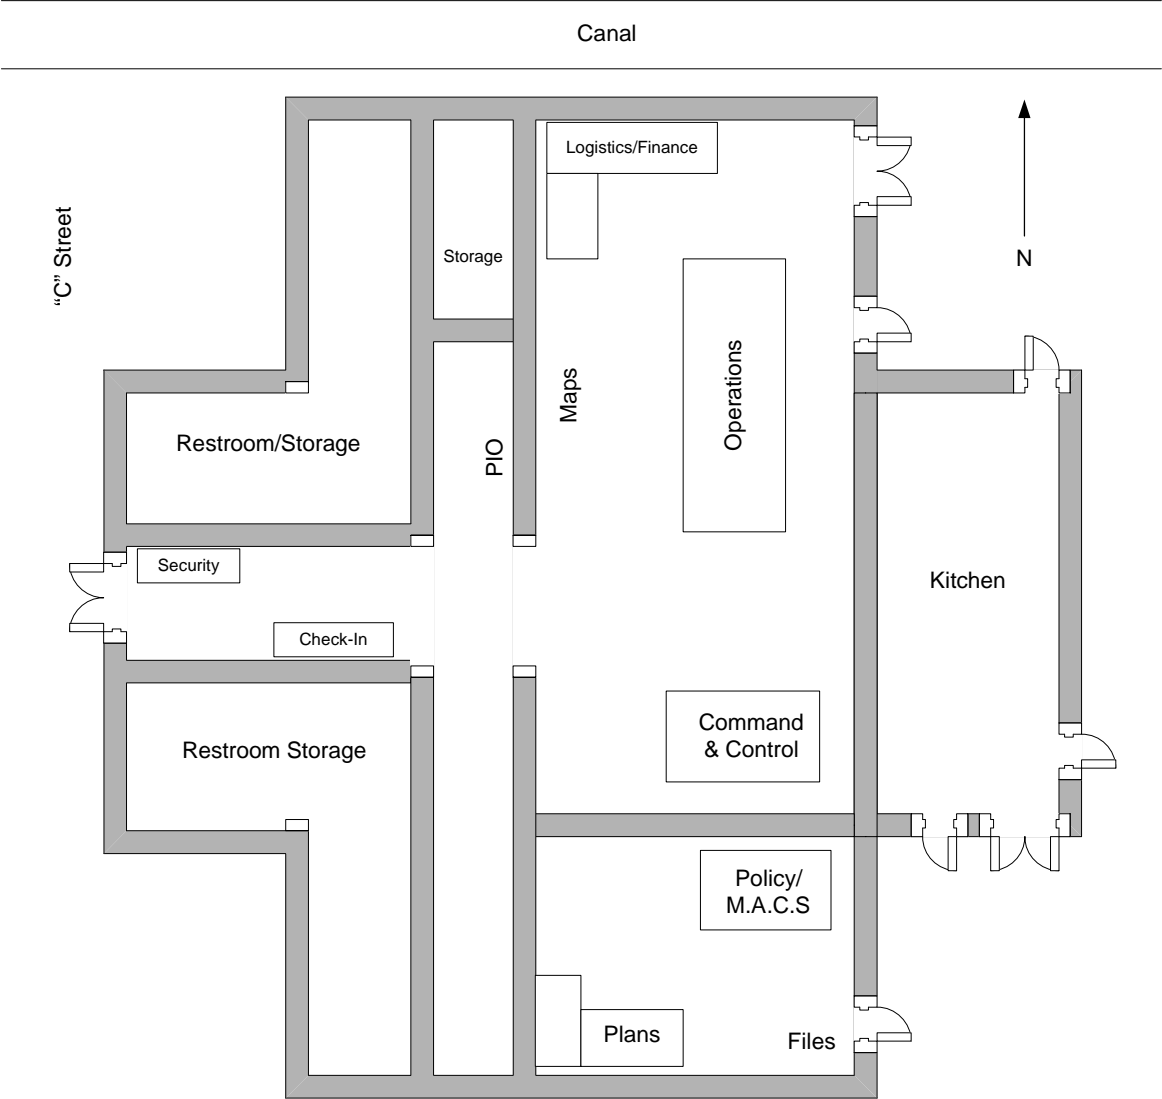 Canal
Logistics/Finance
“C” Street
Storage
N
Maps
Operations
Restroom/Storage
PIO
Security
Kitchen
Check-In
Command
& Control
Restroom Storage
Policy/
M.A.C.S
Plans
Files